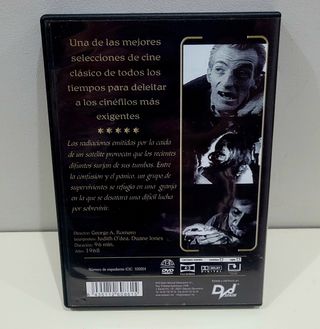 Una de las mejores
selecciones de cine
clásico de todos los
tiempos para deleitar
a los cinéfilos más
exigentes
Las radiaciones emitidas por la caída
de un satelite provocan que los recientes
difuntos surjan de sus tumbas. Entre
la confusión y el pánico, un grupo de
supervivientes se refugia en una granja
en la que se desatará una difícil lucha
por sobrevivir.
Director: George A. Romero
Interpretes: Judith O'dea, Duane Jones
Duración: 96 min.
Año: 1968
DVD